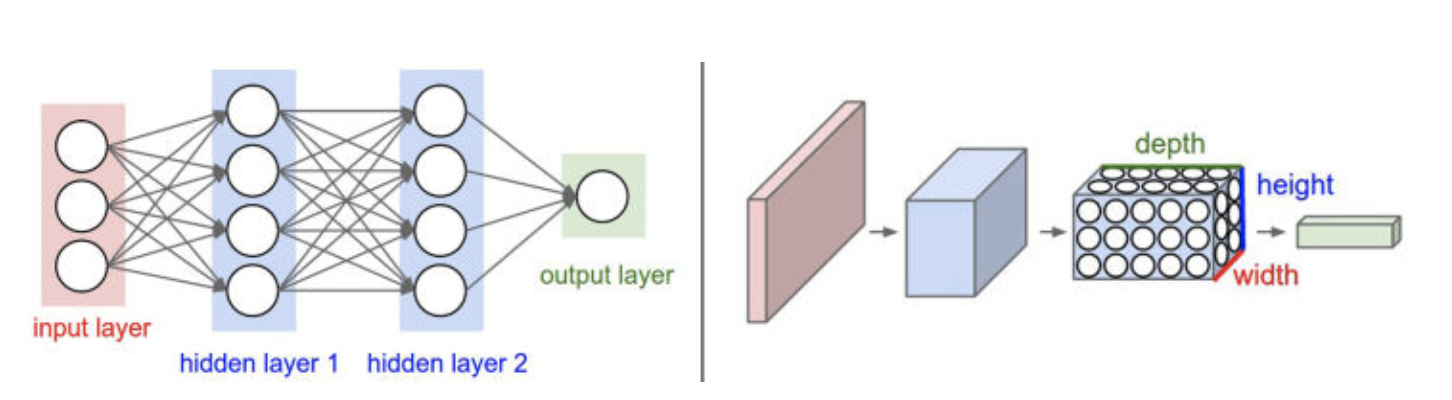 input layer
hidden layer 1
hidden layer 2
output layer
depth
height
width